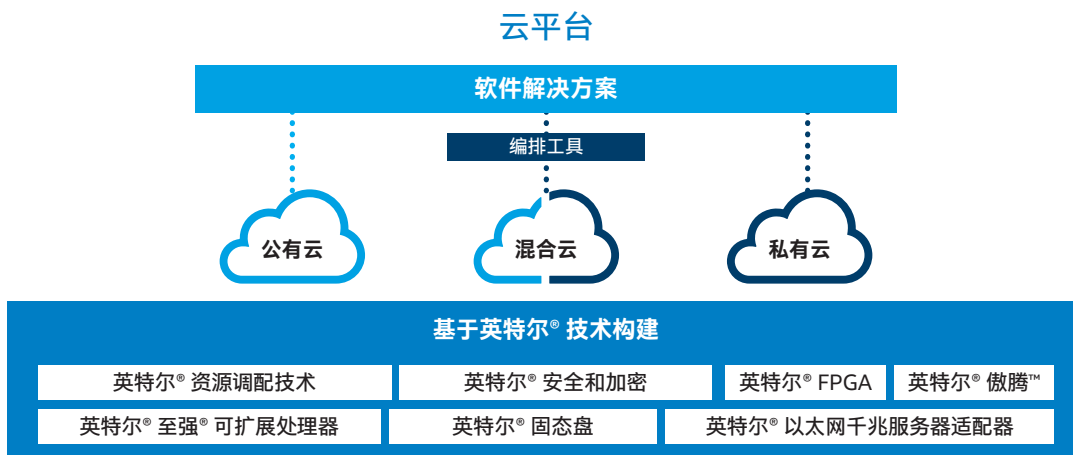 云平台
软件解决方案
编排工具
公有云
混合云
私有云
基于英特尔® 技术构建
英特尔® 资源调配技术
英特尔® 安全和加密
英特尔® FPGA
英特尔® 傲腾™
英特尔® 至强® 可扩展处理器
英特尔® 固态盘
英特尔® 以太网千兆服务器适配器